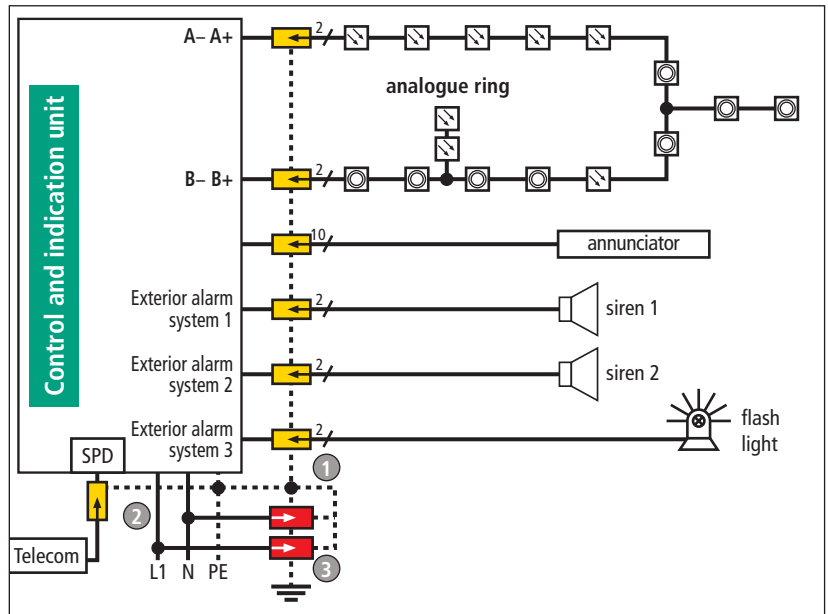 A– A+
2
analogue ring
B– B+
2
10
annunciator
Control and indication unit
Exterior alarm
system 1
2
siren 1
Exterior alarm
system 2
2
siren 2
Exterior alarm
system 3
2
flash
light
SPD
1
2
Telecom
L1 N PE
3